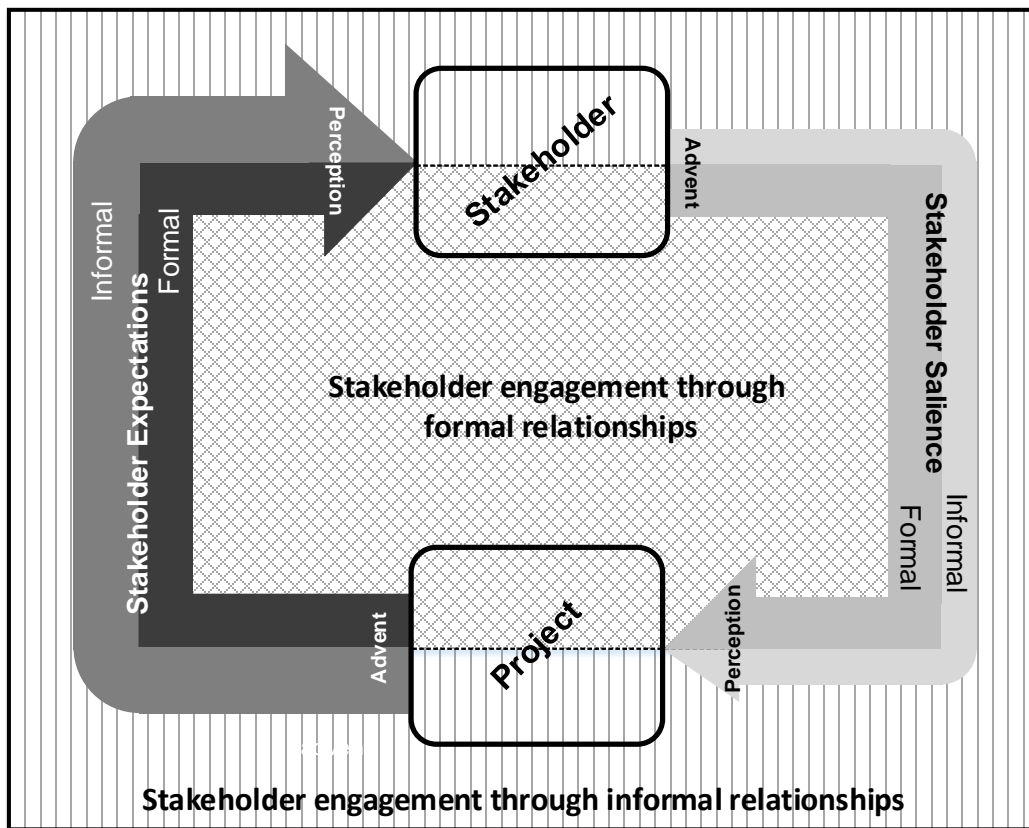 Stakeholder
Perception
Advent
Informal
Formal
Stakeholder Expectations
Stakeholder Salience
Informal
Formal
Stakeholder engagement through
formal relationships
Advent
Project
Perception
Stakeholder engagement through informal relationships